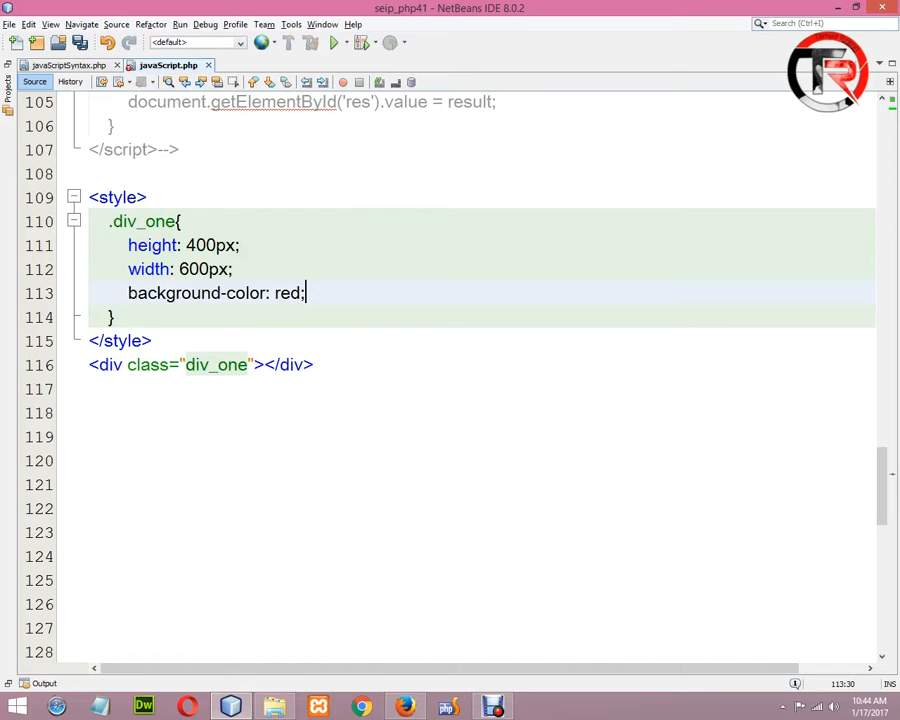 seip_php41 - NetBeans IDE 8.0.2
File Edit View Navigate Source Refactor Run Debug Profile Team Tools Window Help
Search (Ctrl+I)
<default>
javaScriptSyntax.php
javaScript.php
Source History
Projects
105 document.getElementById('res').value = result;
106 }
107 </script>-->
108
109 <style>
110 .div_one{
111 height: 400px;
112 width: 600px;
113 background-color: red;
114 }
115 </style>
116 <div class="div_one"></div>
117
118
119
120
121
122
123
124
125
126
127
128
Output
113:30
INS
10:44 AM
1/17/2017